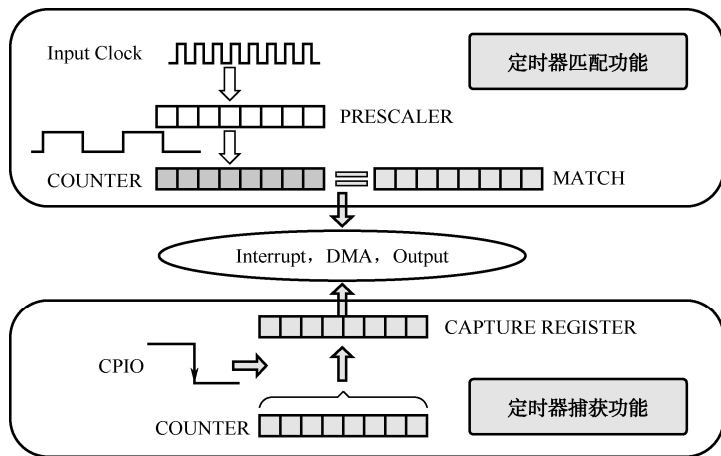 Input Clock
定时器匹配功能
PRESCALER
COUNTER
MATCH
Interrupt，DMA，Output
CAPTURE REGISTER
CPIO
定时器捕获功能
COUNTER